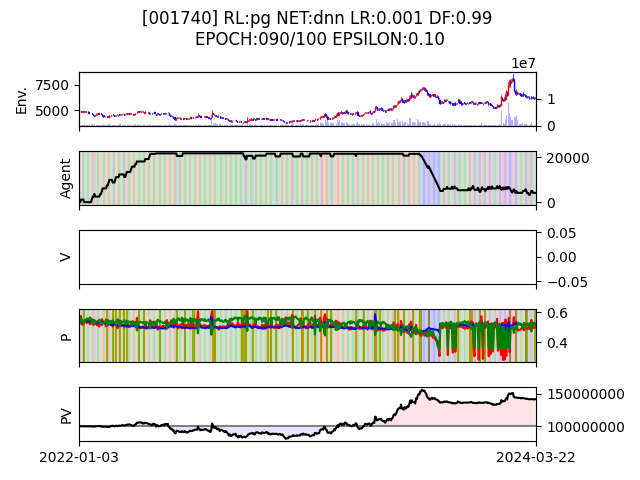 [001740] RL:pg NET:dnn LR:0.001 DF:0.99
EPOCH:090/100 EPSILON:0.10
1e7
Env.
7500
5000
1
0
Agent
20000
0
V
0.05
0.00
−0.05
P
0.6
0.4
PV
150000000
100000000
2022-01-03
2024-03-22